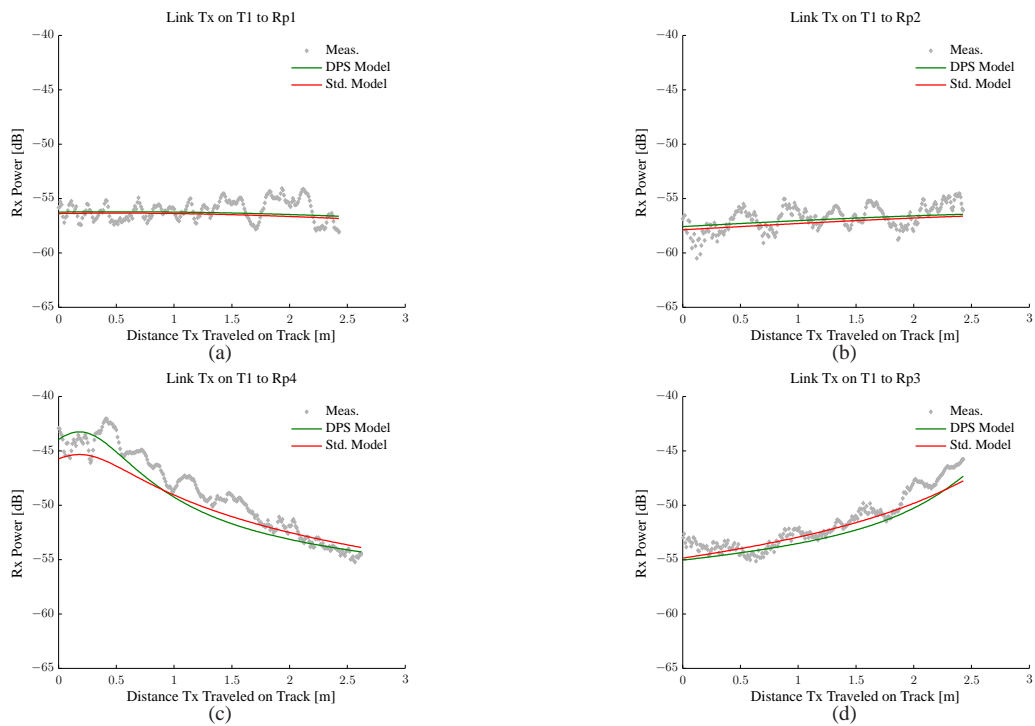 Link Tx on T1 to Rp1
−40
−45
−50
−55
−60
−65
Rx Power [dB]
Meas.
DPS Model
Std. Model
0 0.5 1 1.5 2 2.5 3
Distance Tx Traveled on Track [m]
(a)
Link Tx on T1 to Rp2
−40
−45
−50
−55
−60
−65
Rx Power [dB]
Meas.
DPS Model
Std. Model
0 0.5 1 1.5 2 2.5 3
Distance Tx Traveled on Track [m]
(b)
Link Tx on T1 to Rp4
−40
−45
−50
−55
−60
−65
Rx Power [dB]
Meas.
DPS Model
Std. Model
0 0.5 1 1.5 2 2.5 3
Distance Tx Traveled on Track [m]
(c)
Link Tx on T1 to Rp3
−40
−45
−50
−55
−60
−65
Rx Power [dB]
Meas.
DPS Model
Std. Model
0 0.5 1 1.5 2 2.5 3
Distance Tx Traveled on Track [m]
(d)